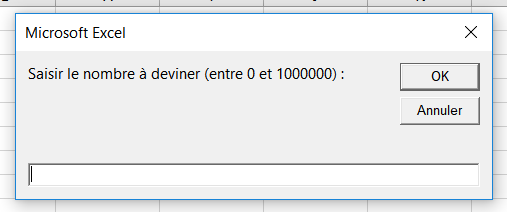 Microsoft Excel
Saisir le nombre à deviner (entre 0 et 1000000) :
OK
Annuler